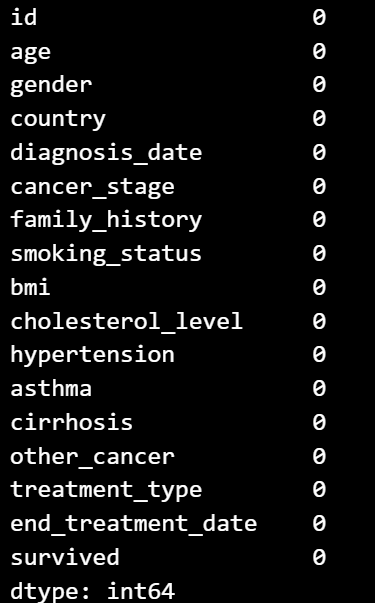 id 0
age 0
gender 0
country 0
diagnosis_date 0
cancer_stage 0
family_history 0
smoking_status 0
bmi 0
cholesterol_level 0
hypertension 0
asthma 0
cirrhosis 0
other_cancer 0
treatment_type 0
end_treatment_date 0
survived 0
dtype: int64